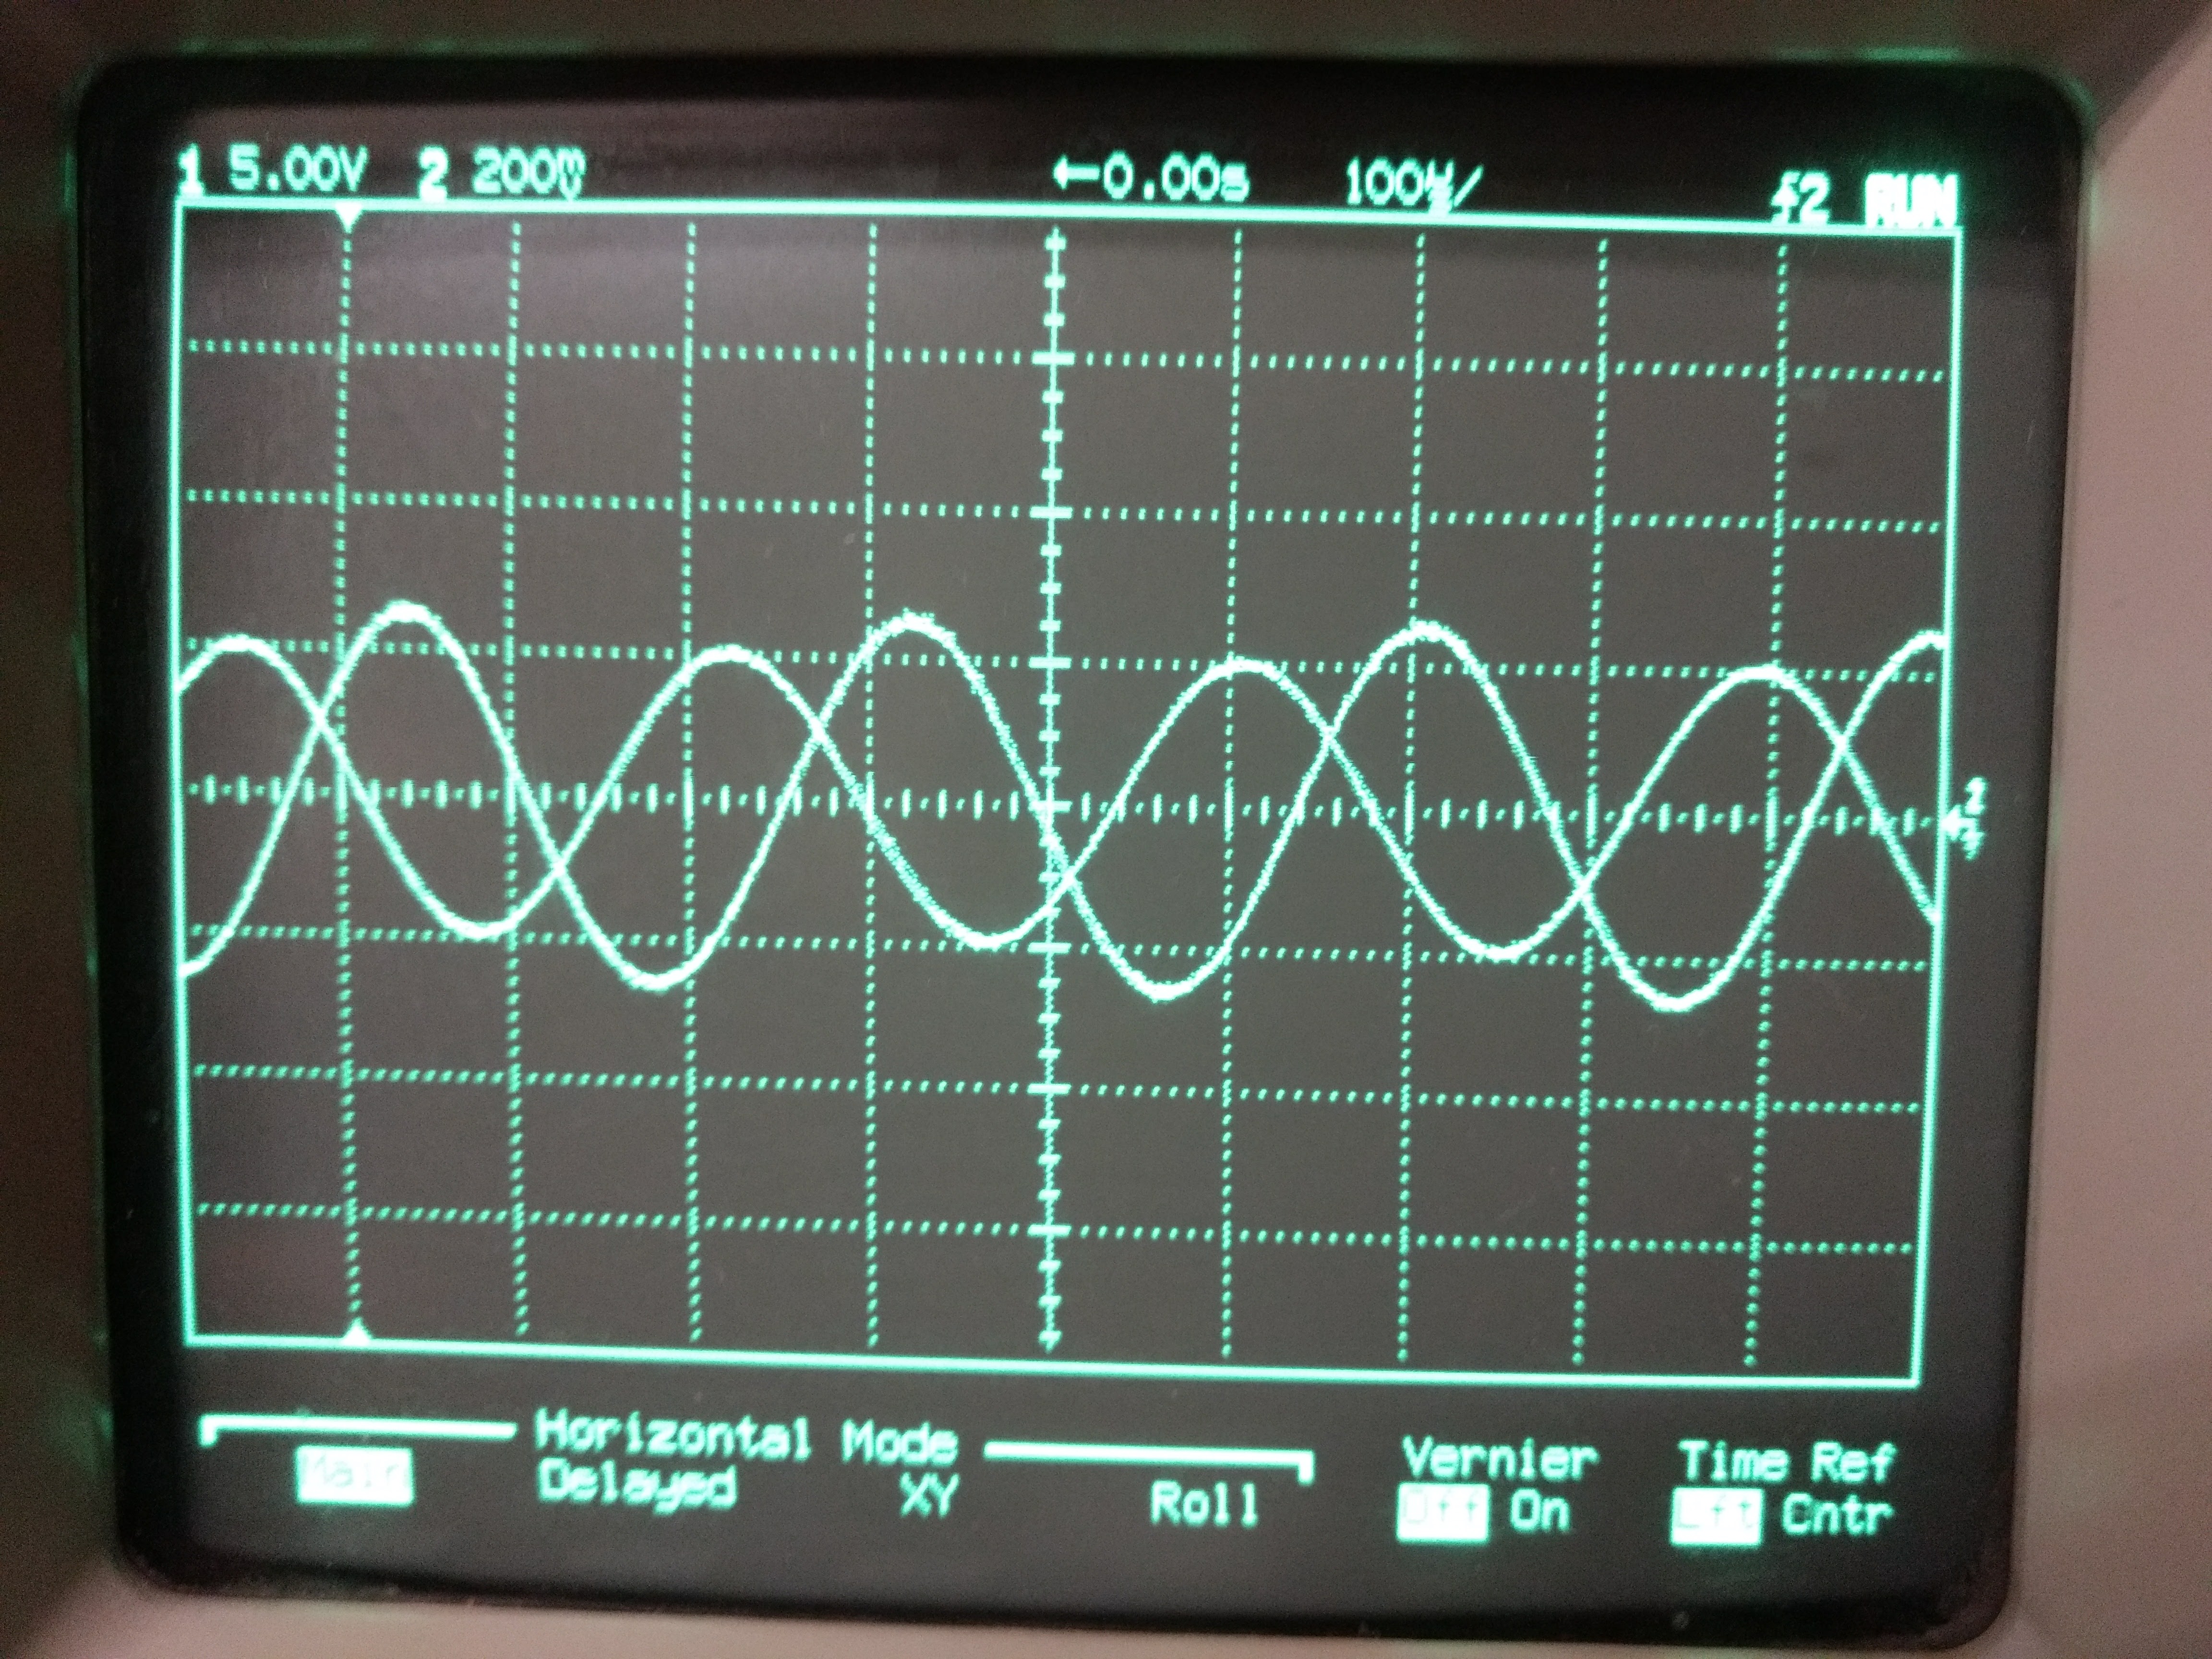 1 5.00V 2 200mV ←0.00s 100µs/ ƒ2 RUN
2
Horizontal Mode
Main Delayed XY Roll
Vernier
Off On
Time Ref
Lft Cntr